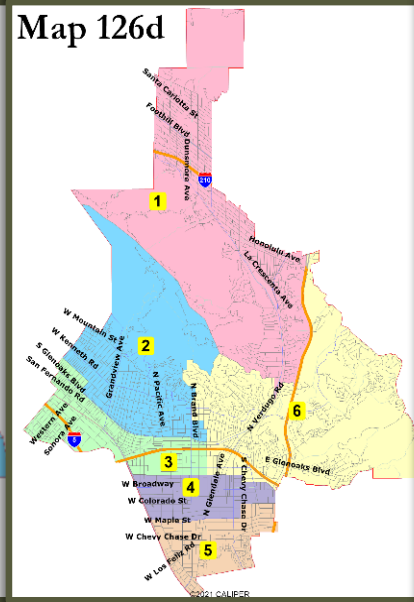 Map 126d
Santa Carlotta St
Foothill Blvd
Dunsmore Ave
210
1
Honolulu Ave
La Crescenta Ave
W Mountain St
W Kenneth Rd
S Glenoaks Blvd
San Fernando Rd
Grandview Ave
2
N Pacific Ave
N Brand Blvd
N Verdugo Rd
6
Western Ave
Sonora Ave
5
3
E Glenoaks Blvd
W Broadway
4
N Glendale Ave
S Chevy Chase Dr
W Colorado St
W Maple St
W Chevy Chase Dr
5
W Los Feliz Rd
©2021 CALIPER